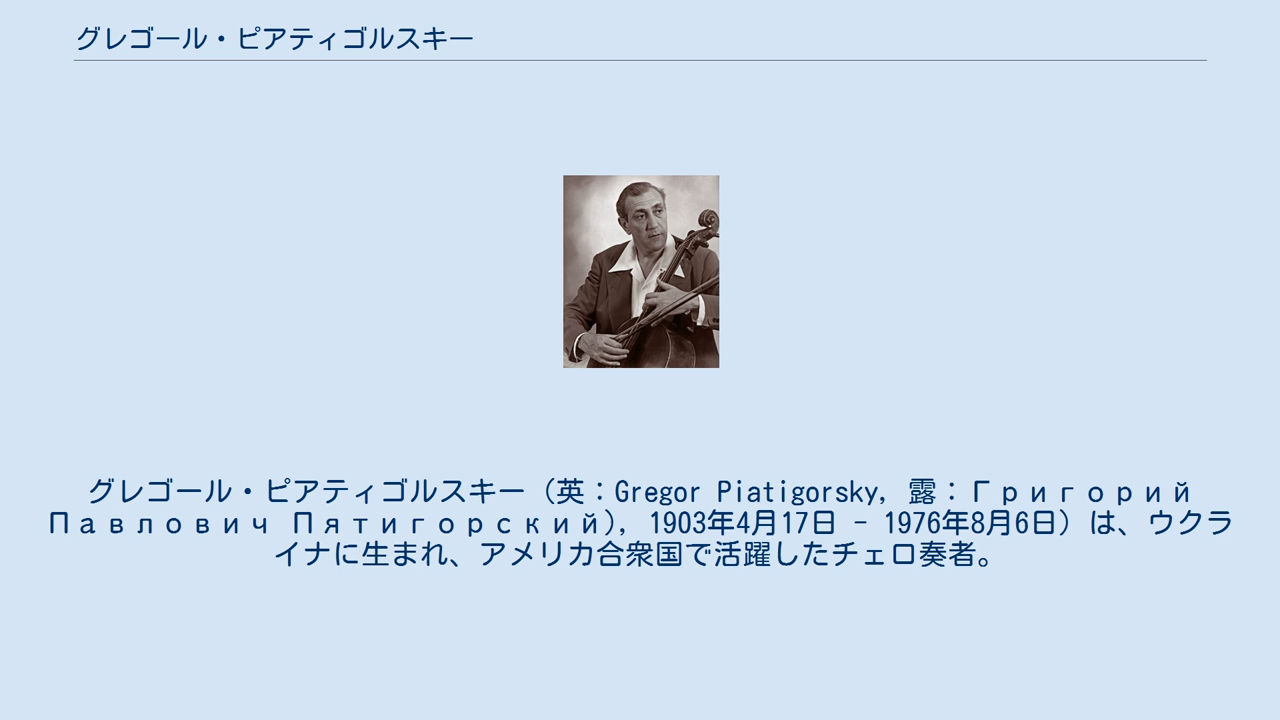 グレゴール・ピアティゴルスキー
グレゴール・ピアティゴルスキー（英：Gregor Piatigorsky, 露：Григорий
Павлович Пятигорский), 1903年4月17日 - 1976年8月6日）は、ウクラ
イナに生まれ、アメリカ合衆国で活躍したチェロ奏者。